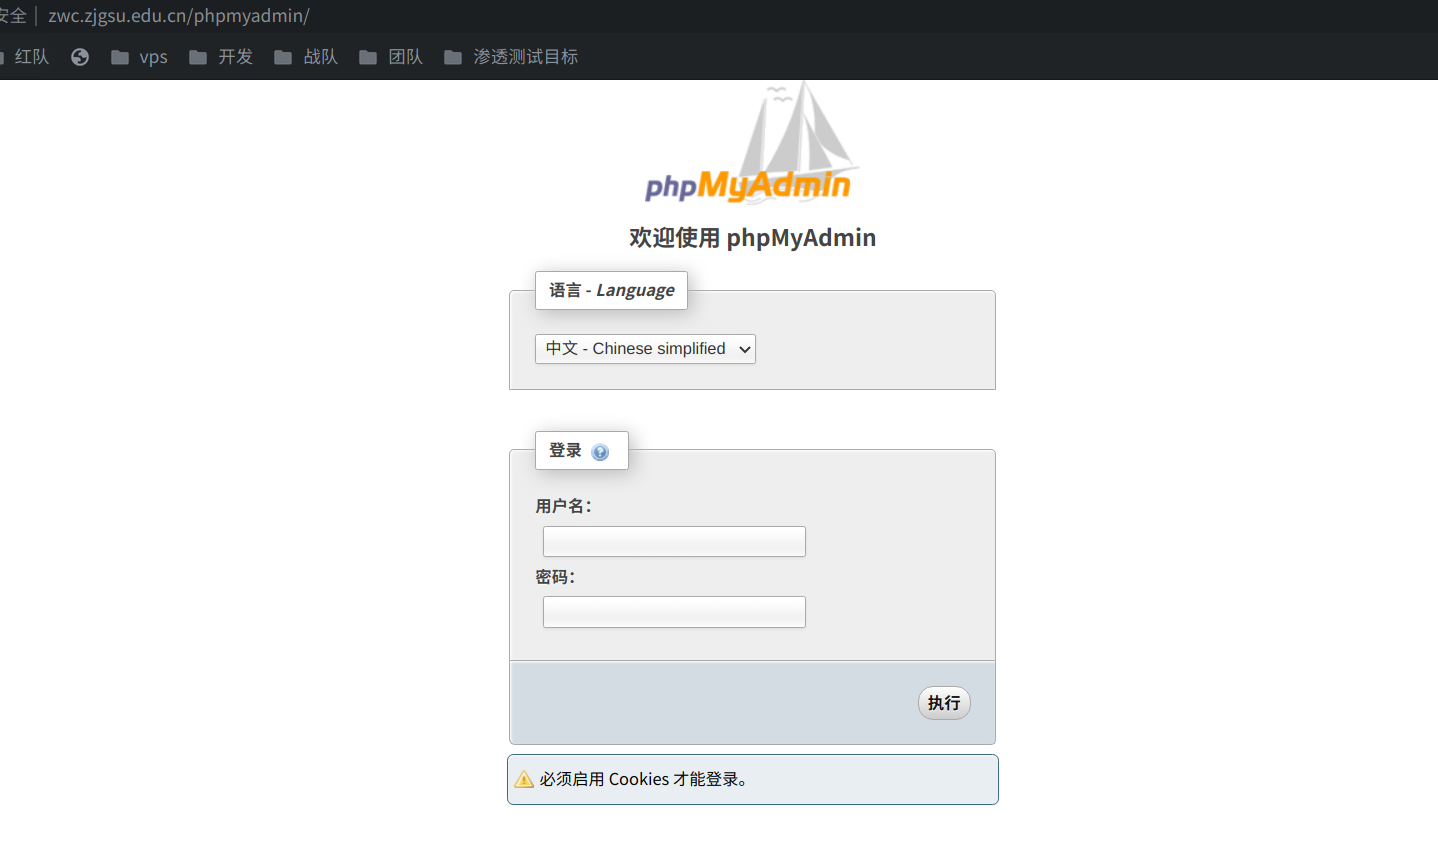 安全 | zwc.zjgsu.edu.cn/phpmyadmin/
红队 vps 开发 战队 团队 渗透测试目标
phpMyAdmin
欢迎使用 phpMyAdmin
语言 - Language
中文 - Chinese simplified
登录
用户名：
密码：
执行
必须启用 Cookies 才能登录。